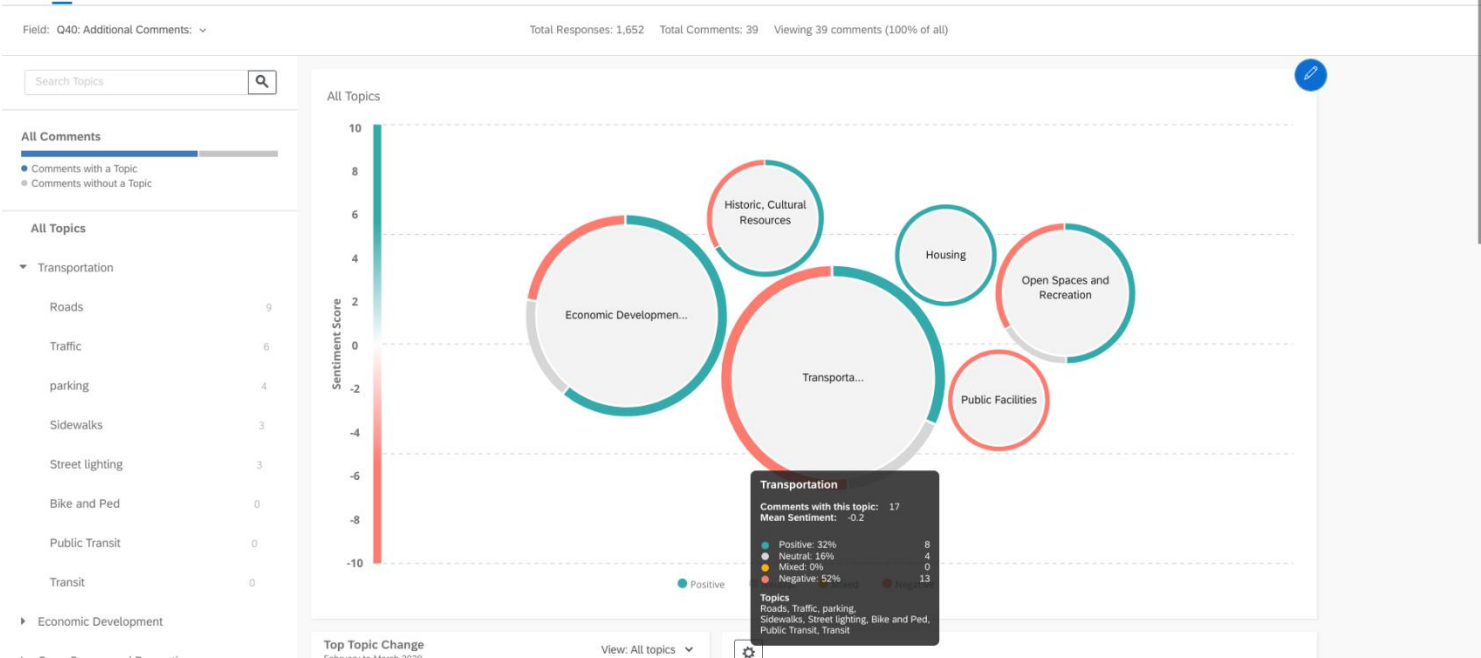 Field: Q40: Additional Comments:
Total Responses: 1,652 Total Comments: 39 Viewing 39 comments (100% of all)
Search Topics
All Comments
Comments with a Topic
Comments without a Topic
All Topics
Transportation
Roads 9
Traffic 6
parking 4
Sidewalks 3
Street lighting 3
Bike and Ped 0
Public Transit 0
Transit 0
Economic Development
All Topics
Sentiment Score
10
8
6
4
2
0
-2
-4
-6
-8
-10
Historic, Cultural
Resources
Housing
Open Spaces and
Recreation
Economic Developmen...
Transporta...
Public Facilities
Transportation
Comments with this topic: 17
Mean Sentiment: -0.2
Positive: 32% 8
Neutral: 16% 4
Mixed: 0% 0
Negative: 52% 13
Topics
Roads, Traffic, parking,
Sidewalks, Street lighting, Bike and Ped,
Public Transit, Transit
Positive
Top Topic Change
View: All topics